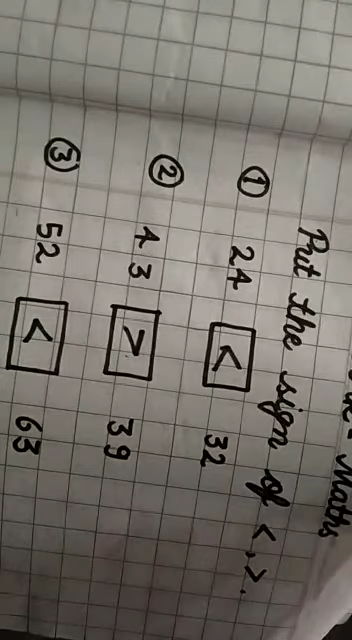 Maths
Put the sign of <, >.
① 24 < 32
② 43 > 39
③ 52 < 63